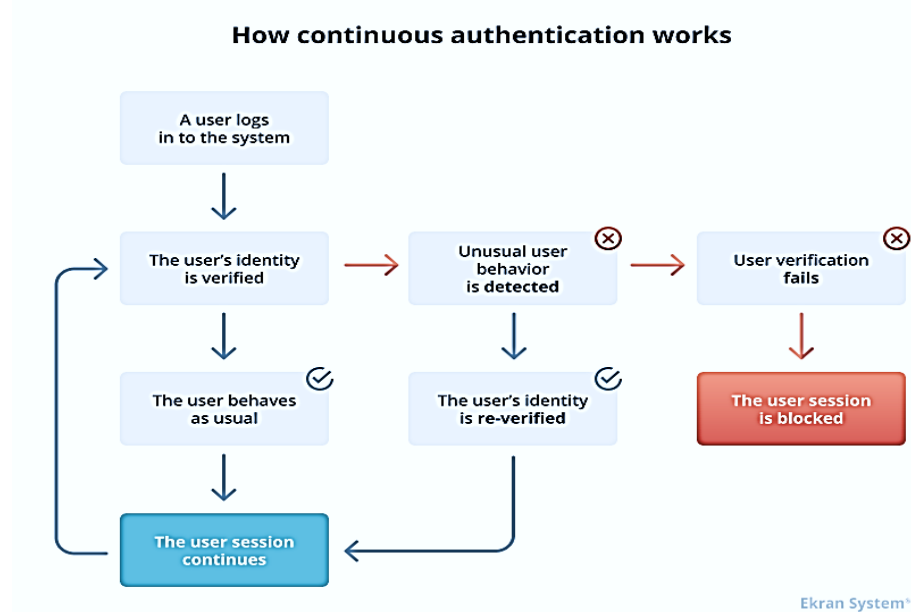 How continuous authentication works
A user logs
in to the system
The user's identity
is verified
Unusual user
behavior
is detected
User verification
fails
The user behaves
as usual
The user's identity
is re-verified
The user session
is blocked
The user session
continues
Ekran System®